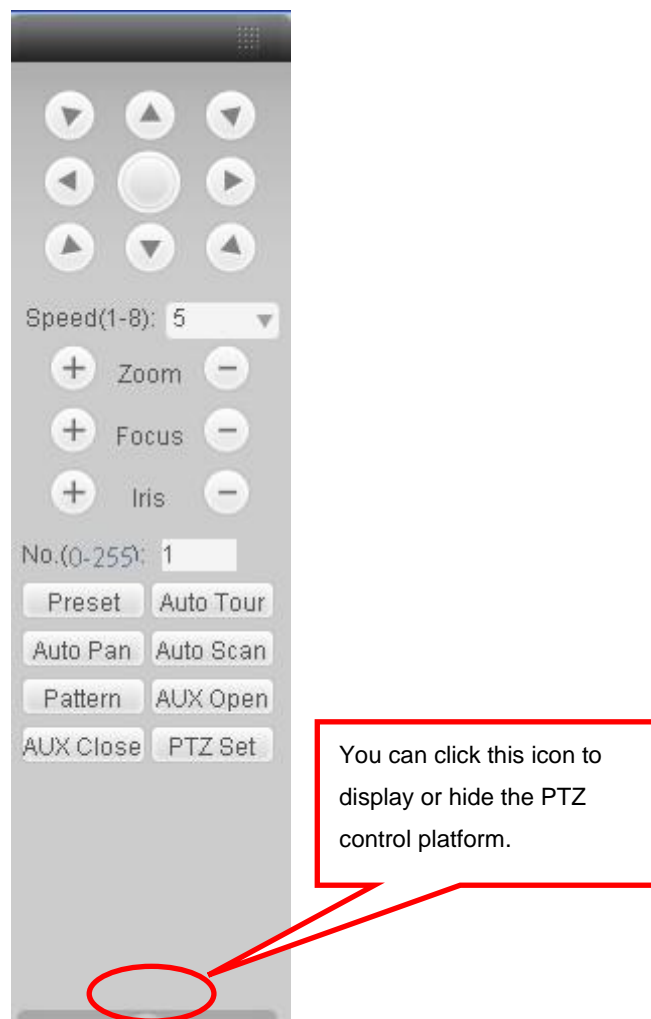 Speed(1-8): 5
+ Zoom −
+ Focus −
+ Iris −
No.(0-255): 1
Preset Auto Tour
Auto Pan Auto Scan
Pattern AUX Open
AUX Close PTZ Set
You can click this icon to
display or hide the PTZ
control platform.